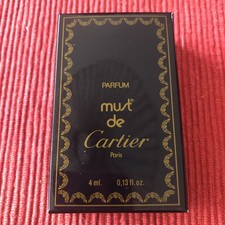 PARFUM
must
de
Cartier
Paris
4 ml. 0,13 fl.oz.